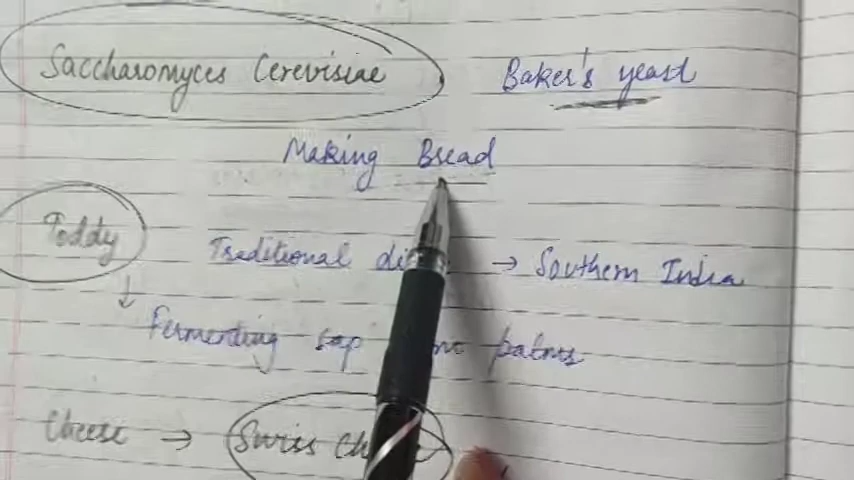 Saccharomyces Cerevisiae Baker's yeast
Making Bread
Toddy Traditional → Southern India
↓ Fermenting sap palms
Cheese → Swiss